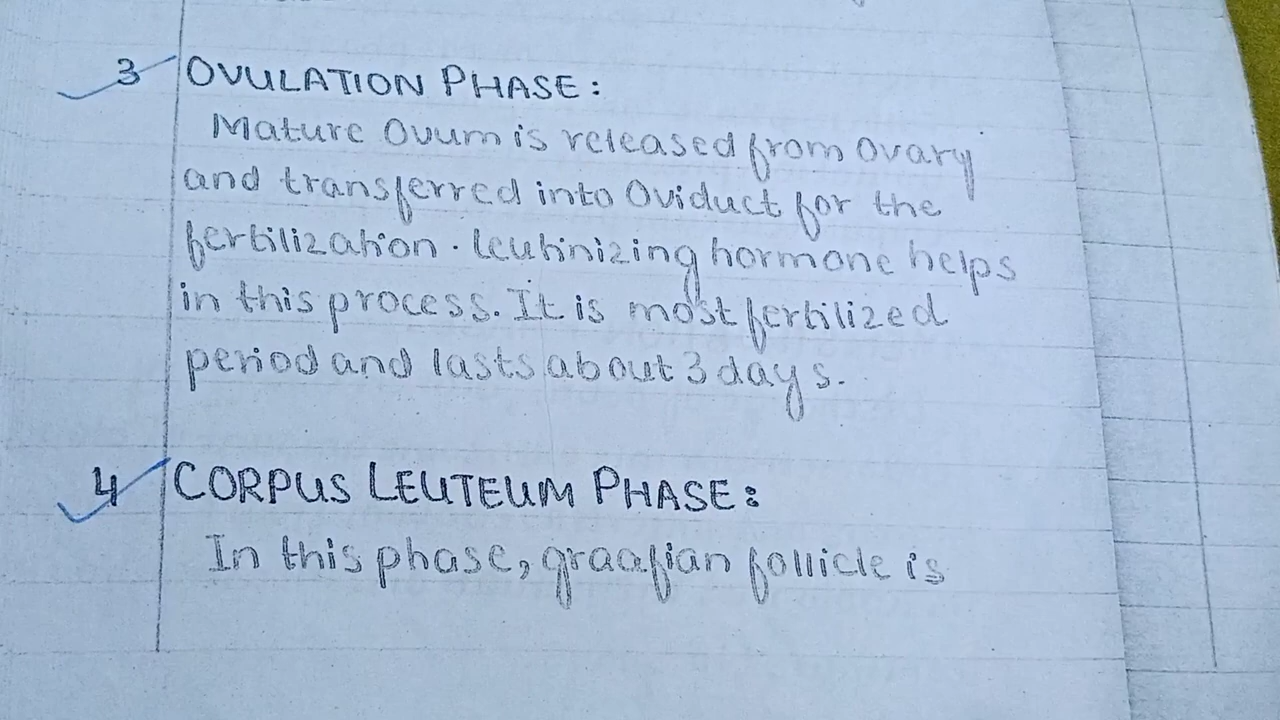 3 OVULATION PHASE:
Mature Ovum is released from ovary
and transferred into Oviduct for the
fertilization. leutinizing hormone helps
in this process. It is most fertilized
period and lasts about 3 days.
4 CORPUS LEUTEUM PHASE:
In this phase, graafian follicle is